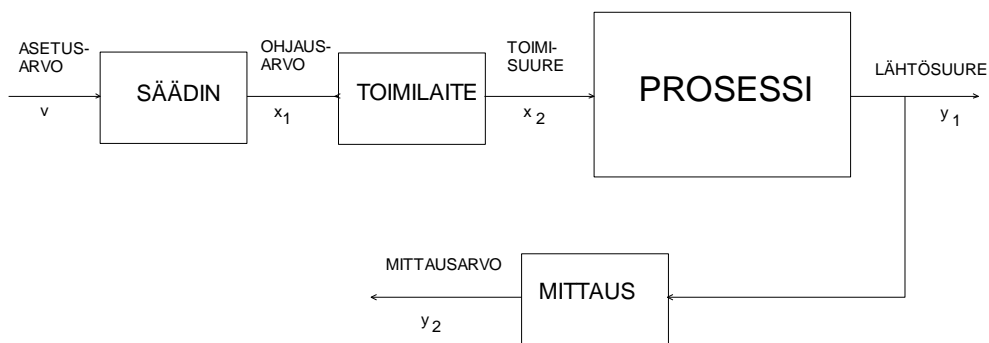 ASETUS-
ARVO
v
SÄÄDIN
OHJAUS-
ARVO
x1
TOIMILAITE
TOIMI-
SUURE
x2
PROSESSI
LÄHTÖSUURE
y1
MITTAUSARVO
y2
MITTAUS